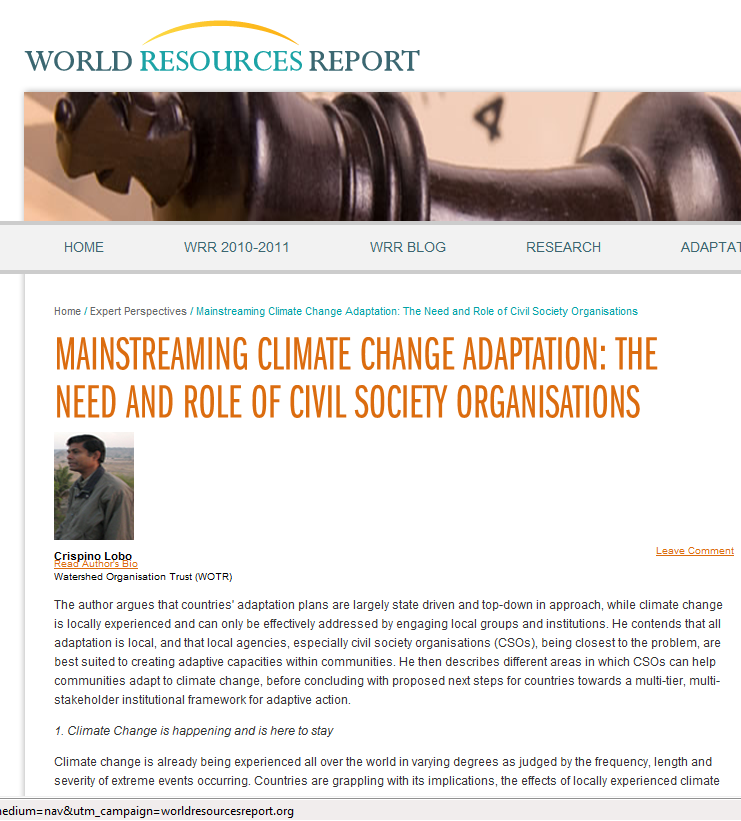 WORLD RESOURCES REPORT
HOME WRR 2010-2011 WRR BLOG RESEARCH ADAPTAT
Home / Expert Perspectives / Mainstreaming Climate Change Adaptation: The Need and Role of Civil Society Organisations
MAINSTREAMING CLIMATE CHANGE ADAPTATION: THE
NEED AND ROLE OF CIVIL SOCIETY ORGANISATIONS
Leave Comment
Crispino Lobo
Read Author's Bio
Watershed Organisation Trust (WOTR)
The author argues that countries' adaptation plans are largely state driven and top-down in approach, while climate change
is locally experienced and can only be effectively addressed by engaging local groups and institutions. He contends that all
adaptation is local, and that local agencies, especially civil society organisations (CSOs), being closest to the problem, are
best suited to creating adaptive capacities within communities. He then describes different areas in which CSOs can help
communities adapt to climate change, before concluding with proposed next steps for countries towards a multi-tier, multi-
stakeholder institutional framework for adaptive action.
1. Climate Change is happening and is here to stay
Climate change is already being experienced all over the world in varying degrees as judged by the frequency, length and
severity of extreme events occurring. Countries are grappling with its implications, the effects of locally experienced climate
nedium=nav&utm_campaign=worldresourcesreport.org